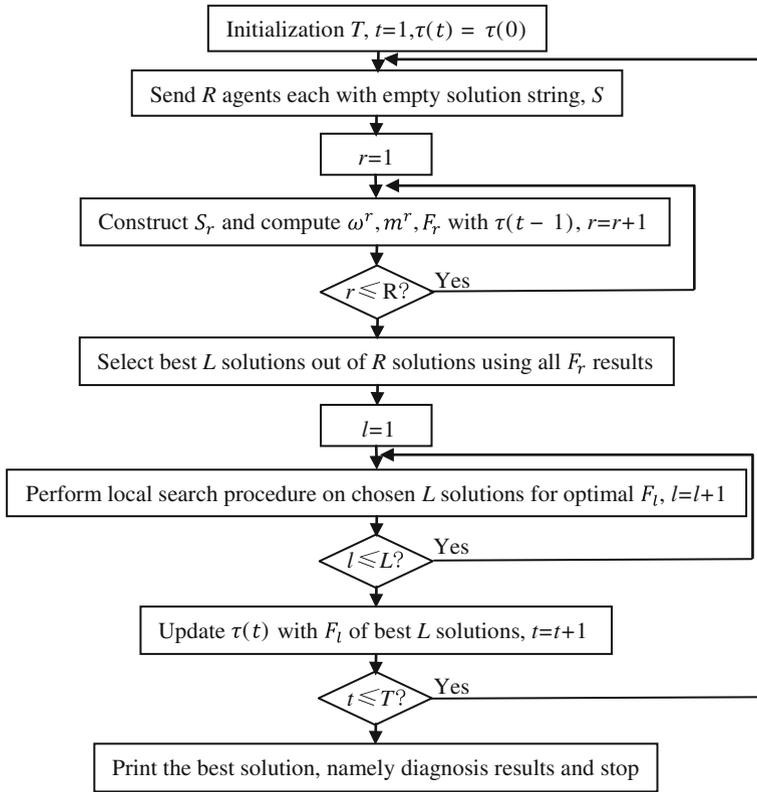 Initialization T, t=1,τ(t) = τ(0)
Send R agents each with empty solution string, S
r=1
Construct S_r and compute ω^r, m^r, F_r with τ(t − 1), r=r+1
r⩽R?
Yes
Select best L solutions out of R solutions using all F_r results
l=1
Perform local search procedure on chosen L solutions for optimal F_l, l=l+1
l⩽L?
Yes
Update τ(t) with F_l of best L solutions, t=t+1
t⩽T?
Yes
Print the best solution, namely diagnosis results and stop